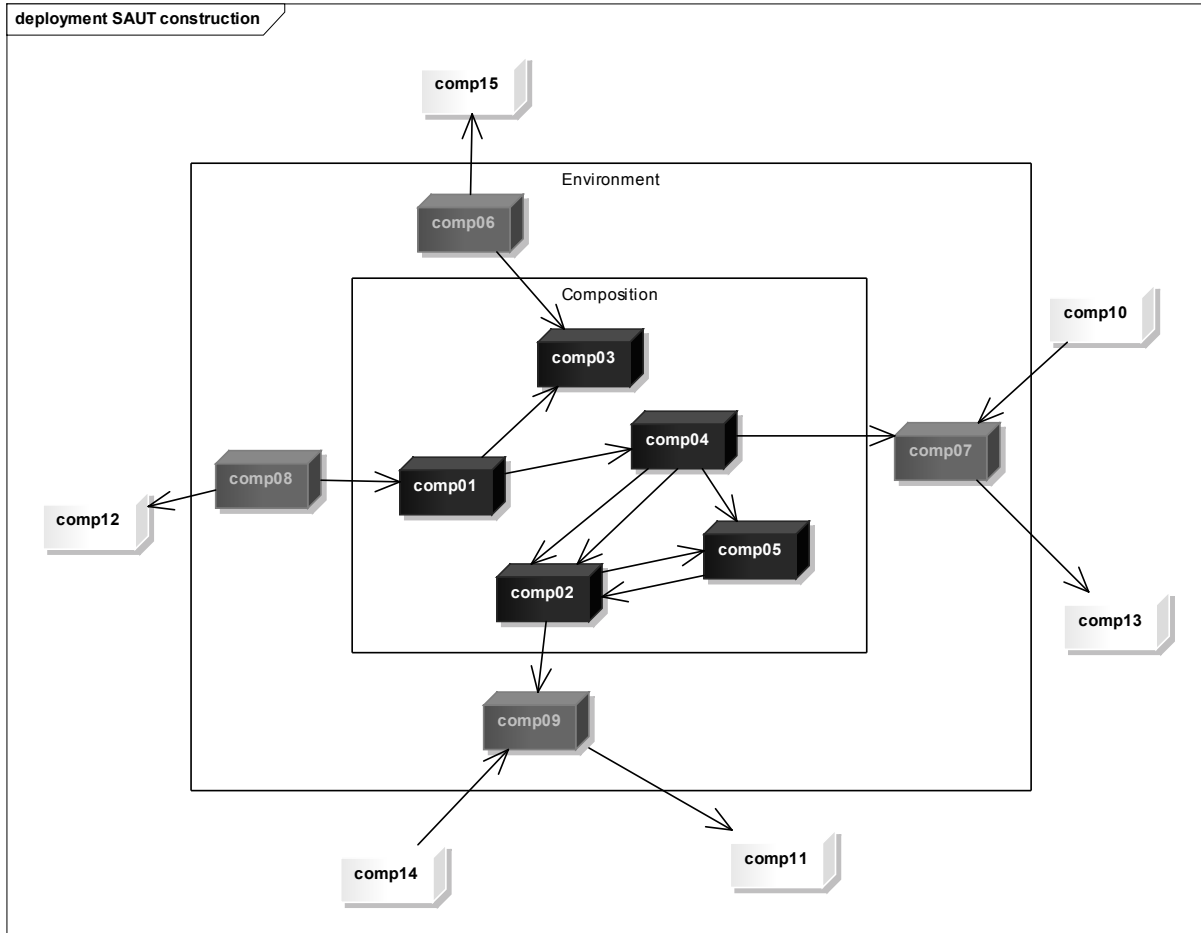 deployment SAUT construction
comp15
Environment
comp06
Composition
comp10
comp03
comp04
comp07
comp08
comp01
comp12
comp05
comp02
comp13
comp09
comp11
comp14